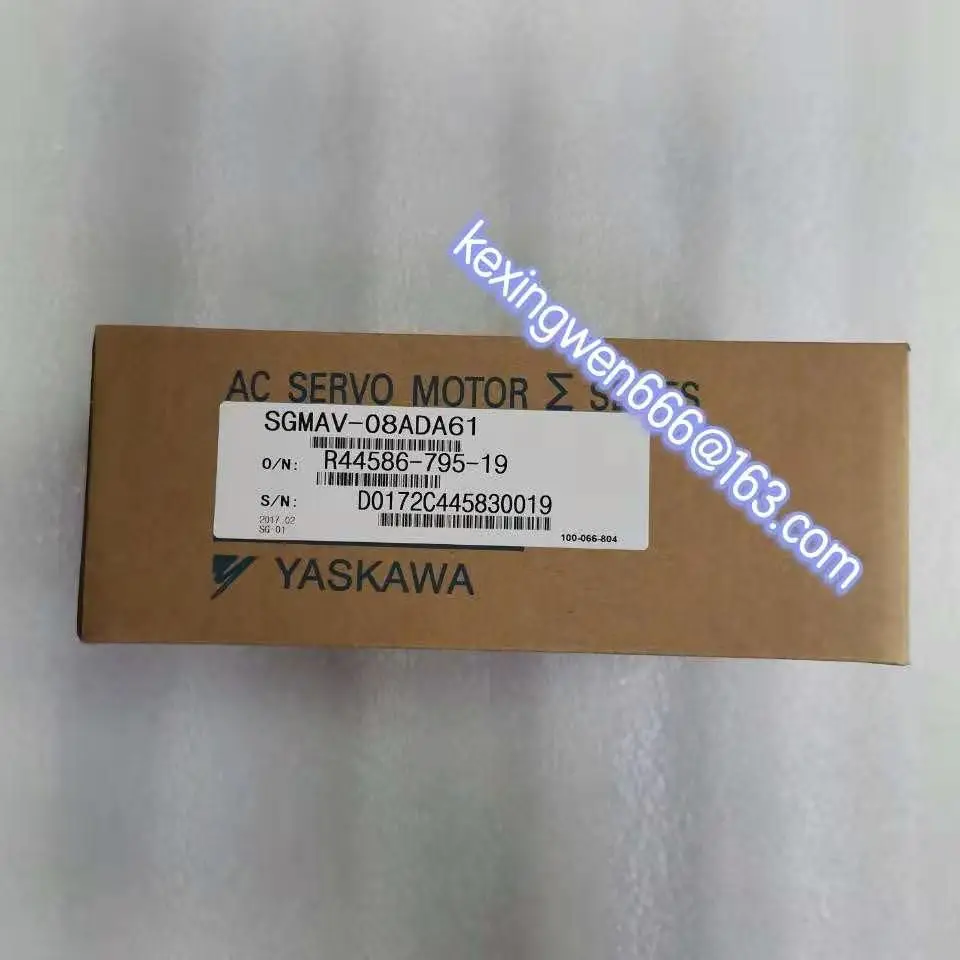 AC SERVO MOTOR Σ SERIES
SGMAV-08ADA61
O/N: R44586-795-19
S/N: D0172C445830019
2017.02
SG 01
100-066-804
YASKAWA
kexingwen666@163.com